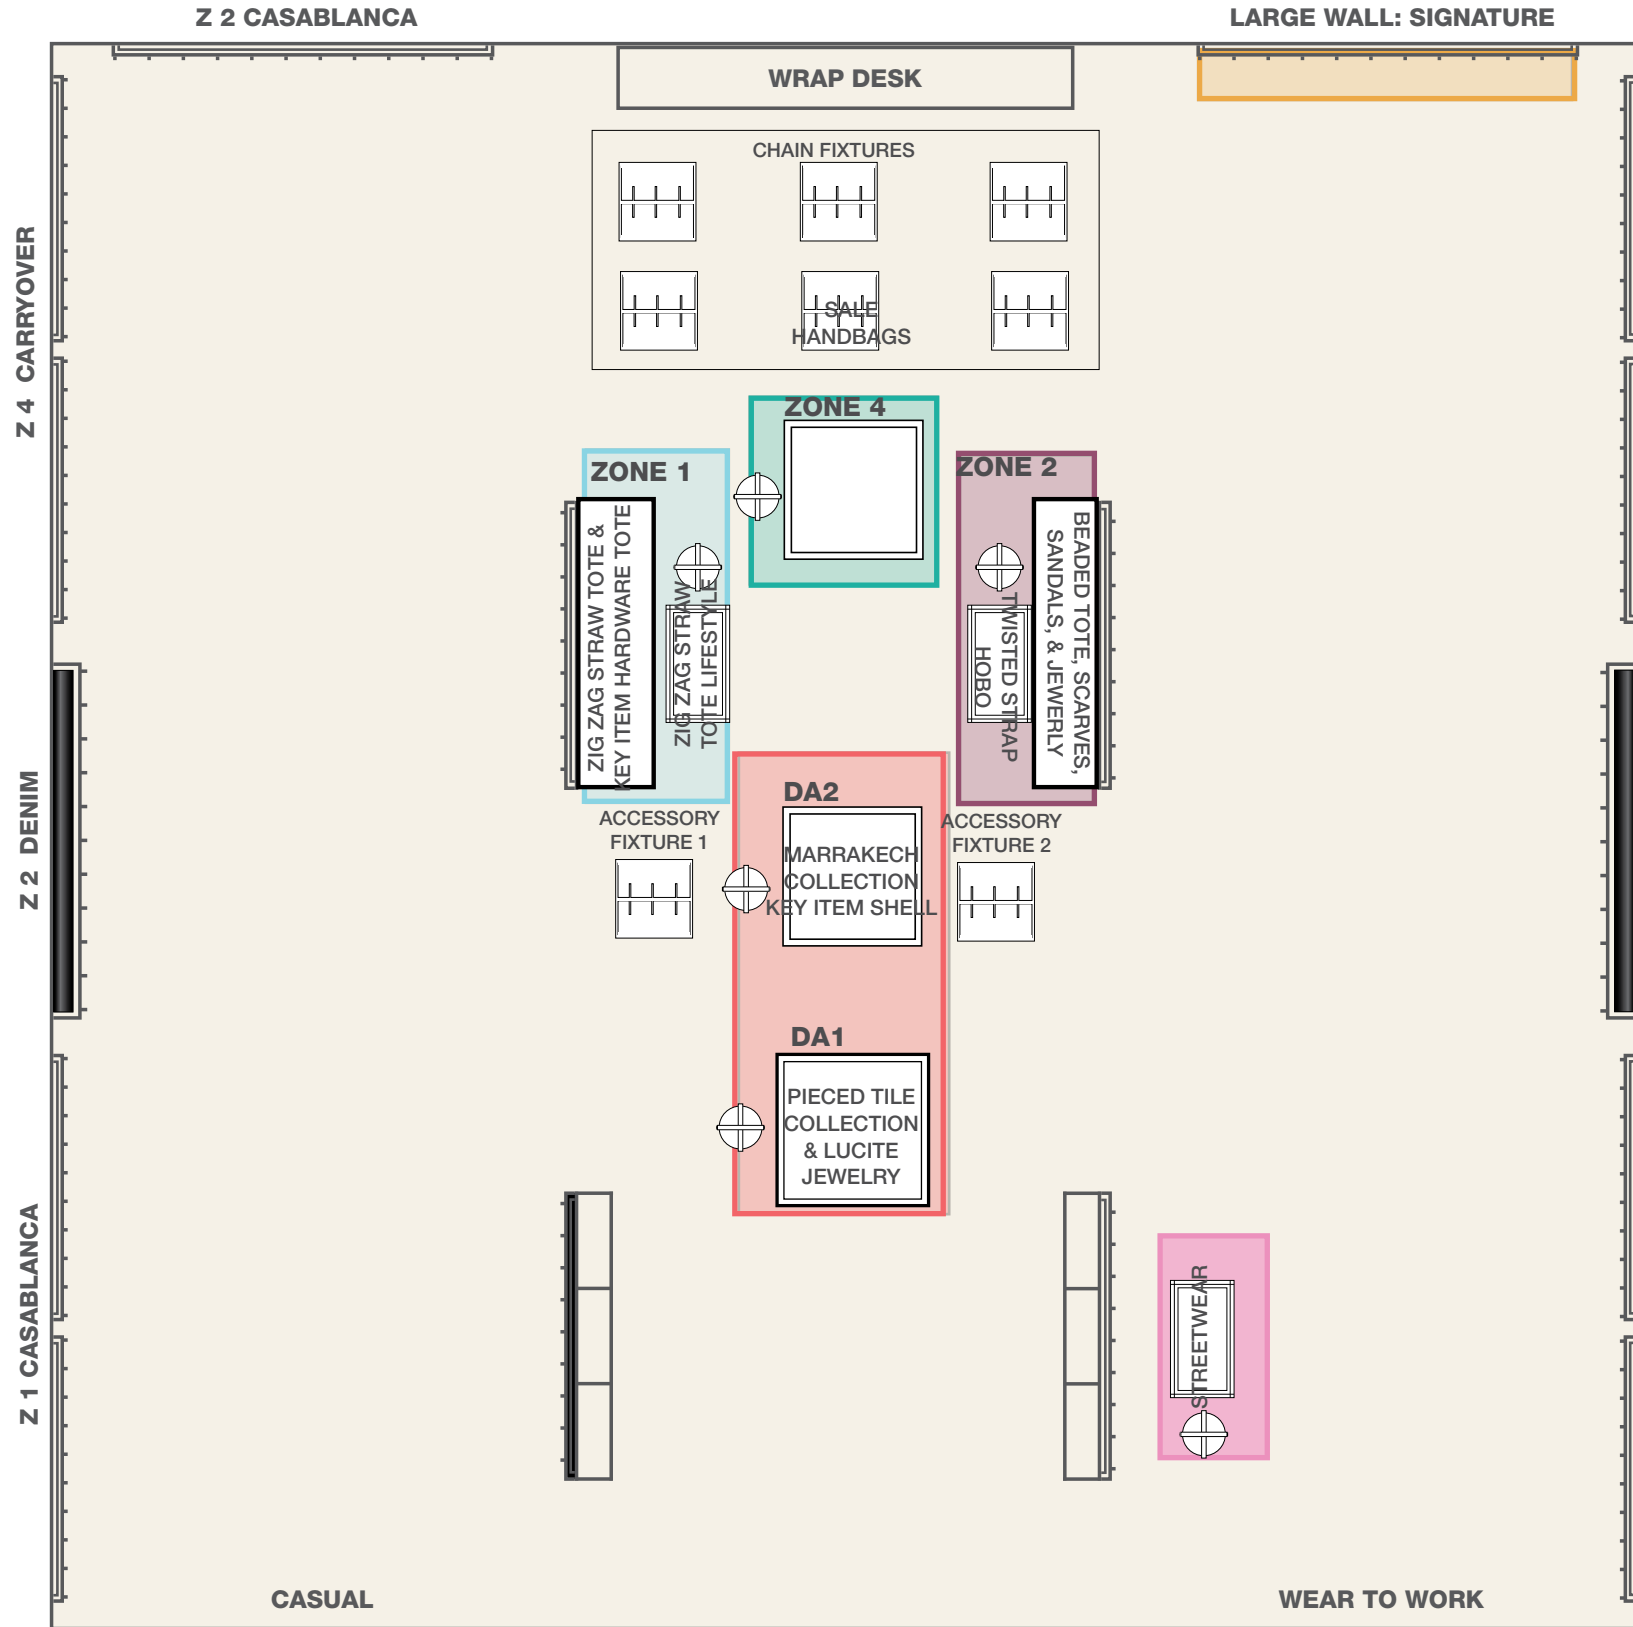 Z 2 CASABLANCA
LARGE WALL: SIGNATURE
WRAP DESK
CHAIN FIXTURES
SALE
HANDBAGS
Z 4 CARRYOVER
ZONE 4
ZONE 1
ZONE 2
ZIG ZAG STRAW TOTE &
KEY ITEM HARDWARE TOTE
ZIG ZAG STRAW
TOTE LIFESTYLE
TWISTED STRAP
HOBO
BEADED TOTE, SCARVES,
SANDALS, & JEWERLY
Z 2 DENIM
DA2
ACCESSORY
FIXTURE 1
ACCESSORY
FIXTURE 2
MARRAKECH
COLLECTION
KEY ITEM SHELL
DA1
PIECED TILE
COLLECTION
& LUCITE
JEWELRY
Z 1 CASABLANCA
STREETWEAR
CASUAL
WEAR TO WORK